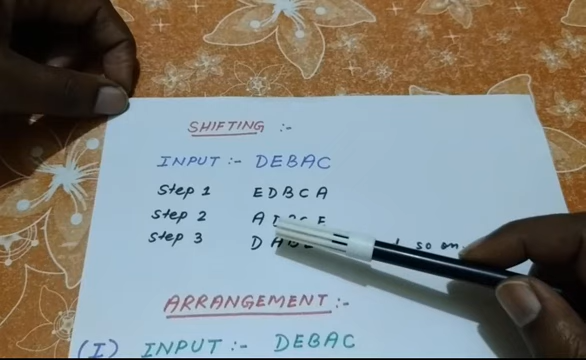 SHIFTING :-
INPUT :- DEBAC
Step 1 EDBCA
Step 2
Step 3
so on
ARRANGEMENT :-
(I) INPUT :- DEBAC